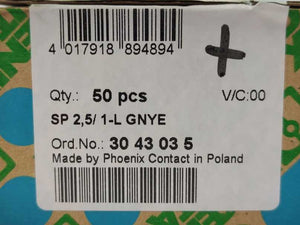 4 017918 894894
Qty.: 50 pcs V/C:00
SP 2,5/ 1-L GNYE
Ord.No.: 30 43 03 5
Made by Phoenix Contact in Poland